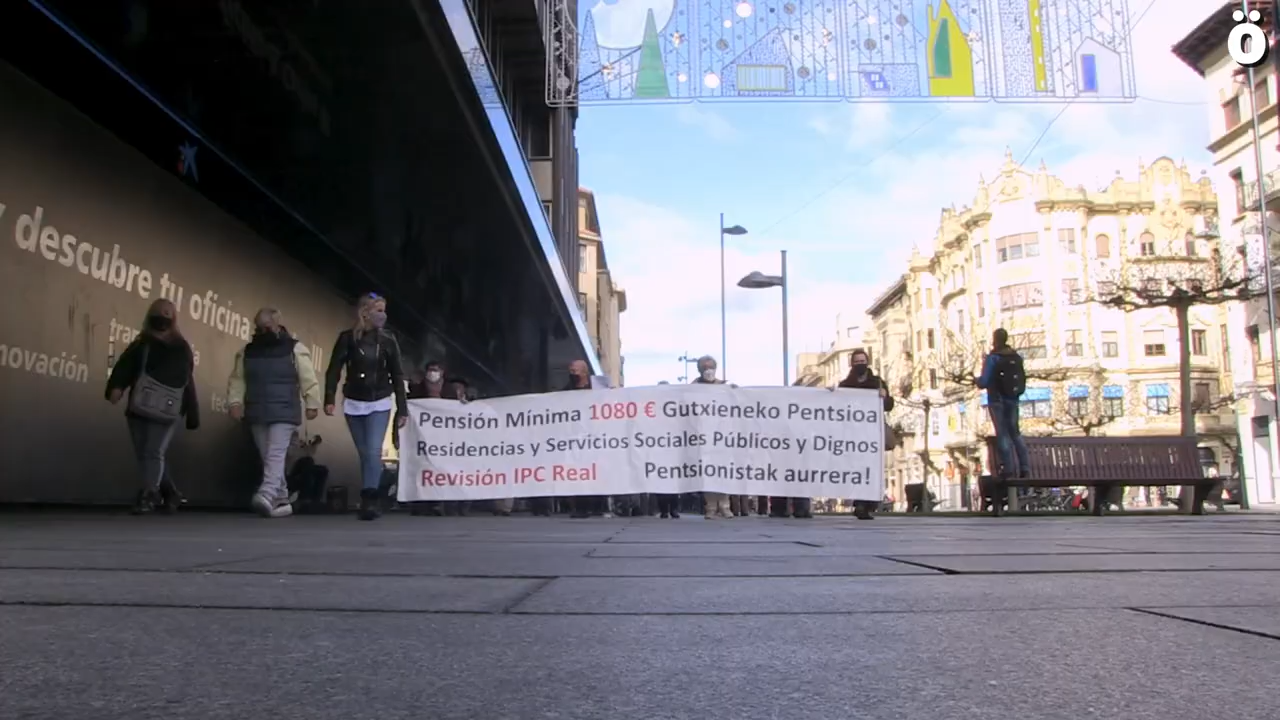 Ö
descubre tu oficina
novación
Pensión Mínima 1080 € Gutxieneko Pentsioa
Residencias y Servicios Sociales Públicos y Dignos
Revisión IPC Real Pentsionistak aurrera!